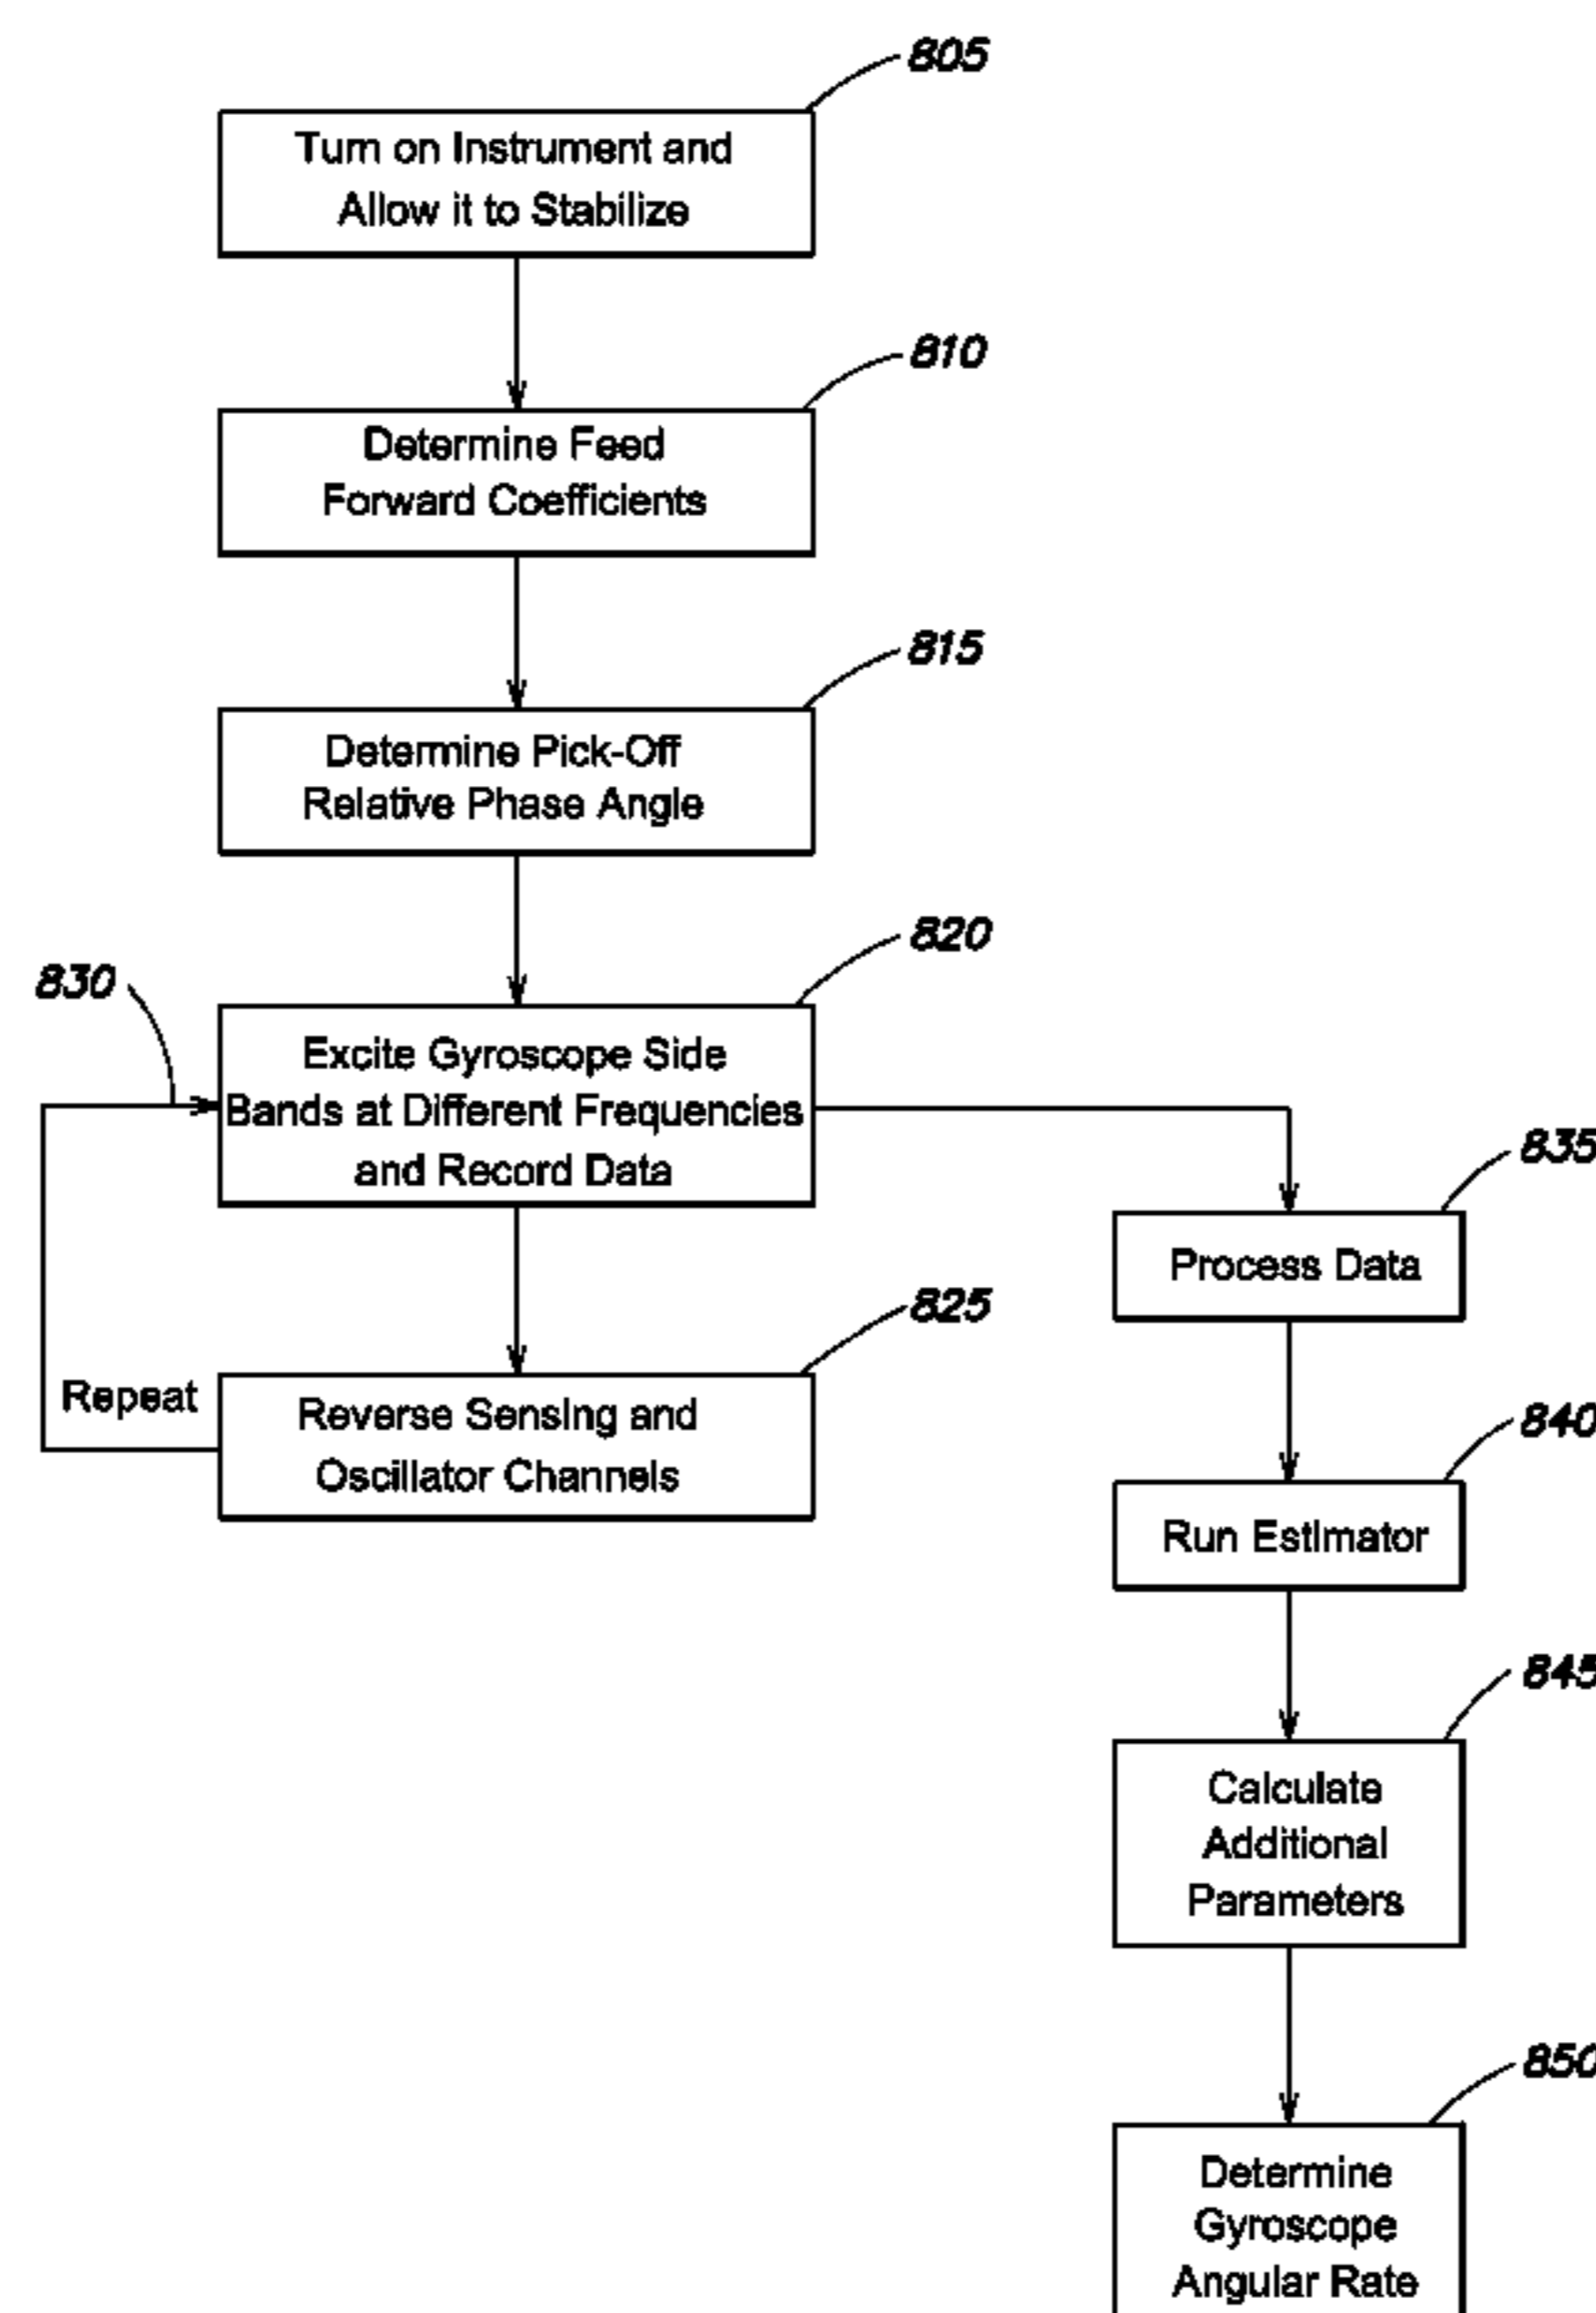 805
Turn on Instrument and
Allow it to Stabilize
810
Determine Feed
Forward Coefficients
815
Determine Pick-Off
Relative Phase Angle
820
830
Excite Gyroscope Side
Bands at Different Frequencies
and Record Data
825
Repeat
Reverse Sensing and
Oscillator Channels
835
Process Data
840
Run Estimator
845
Calculate
Additional
Parameters
850
Determine
Gyroscope
Angular Rate